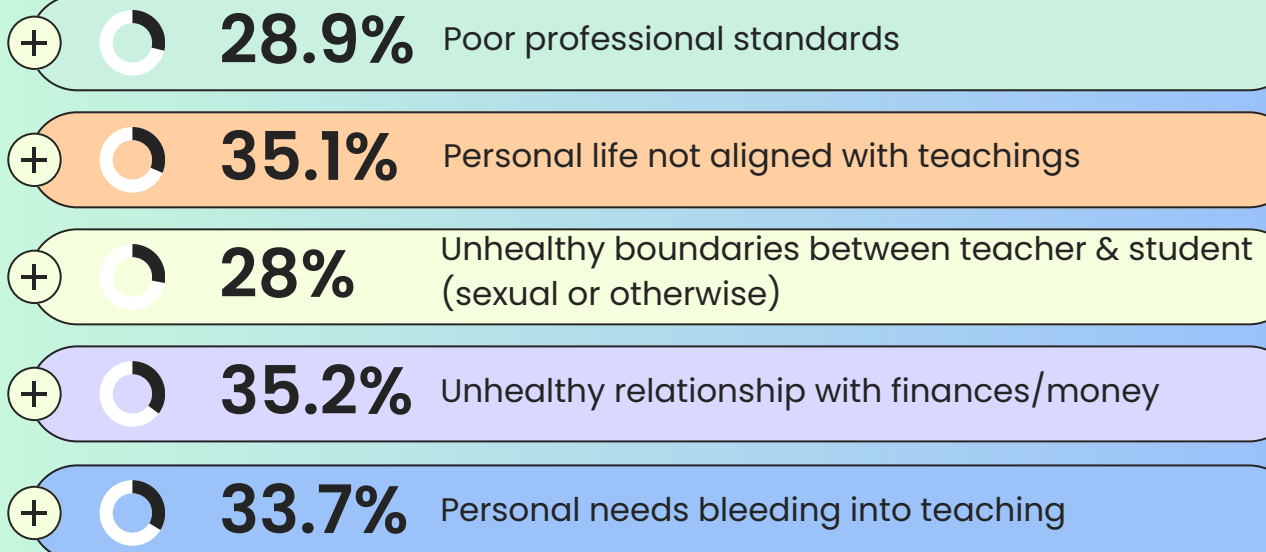 28.9% Poor professional standards
35.1% Personal life not aligned with teachings
28% Unhealthy boundaries between teacher & student
(sexual or otherwise)
35.2% Unhealthy relationship with finances/money
33.7% Personal needs bleeding into teaching